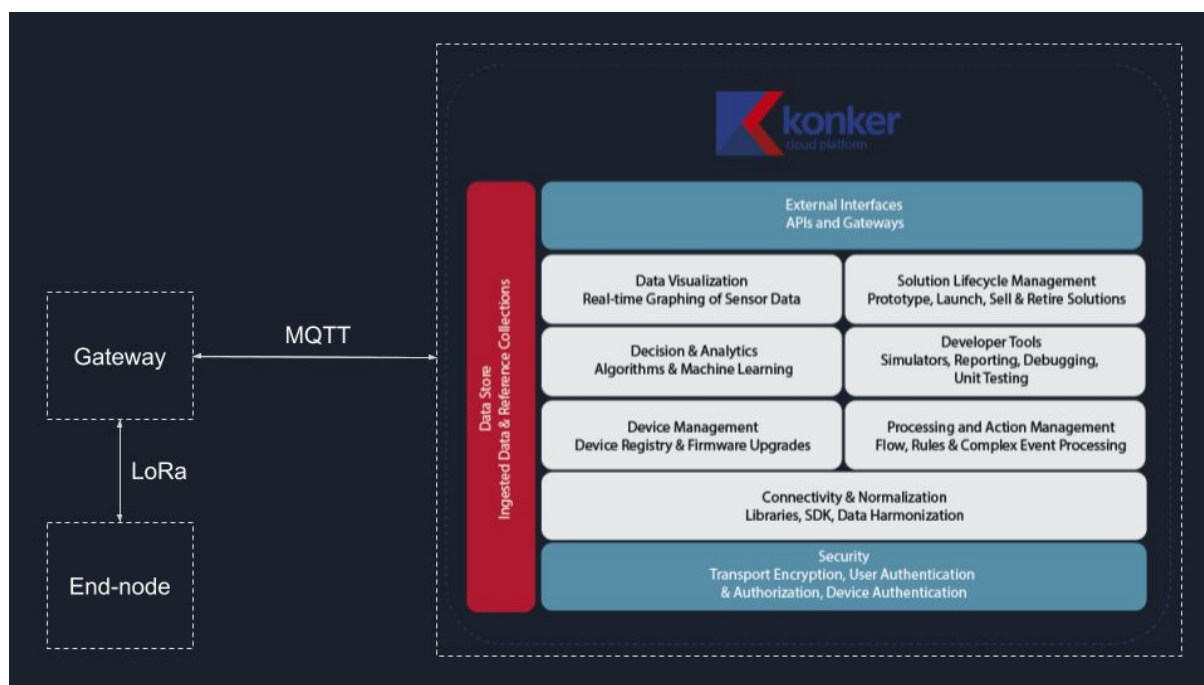 konker
cloud platform
External Interfaces
APIs and Gateways
Data Store
Ingested Data & Reference Collections
Data Visualization
Real-time Graphing of Sensor Data
Solution Lifecycle Management
Prototype, Launch, Sell & Retire Solutions
Decision & Analytics
Algorithms & Machine Learning
Developer Tools
Simulators, Reporting, Debugging,
Unit Testing
Device Management
Device Registry & Firmware Upgrades
Processing and Action Management
Flow, Rules & Complex Event Processing
Connectivity & Normalization
Libraries, SDK, Data Harmonization
Security
Transport Encryption, User Authentication
& Authorization, Device Authentication
Gateway
MQTT
LoRa
End-node